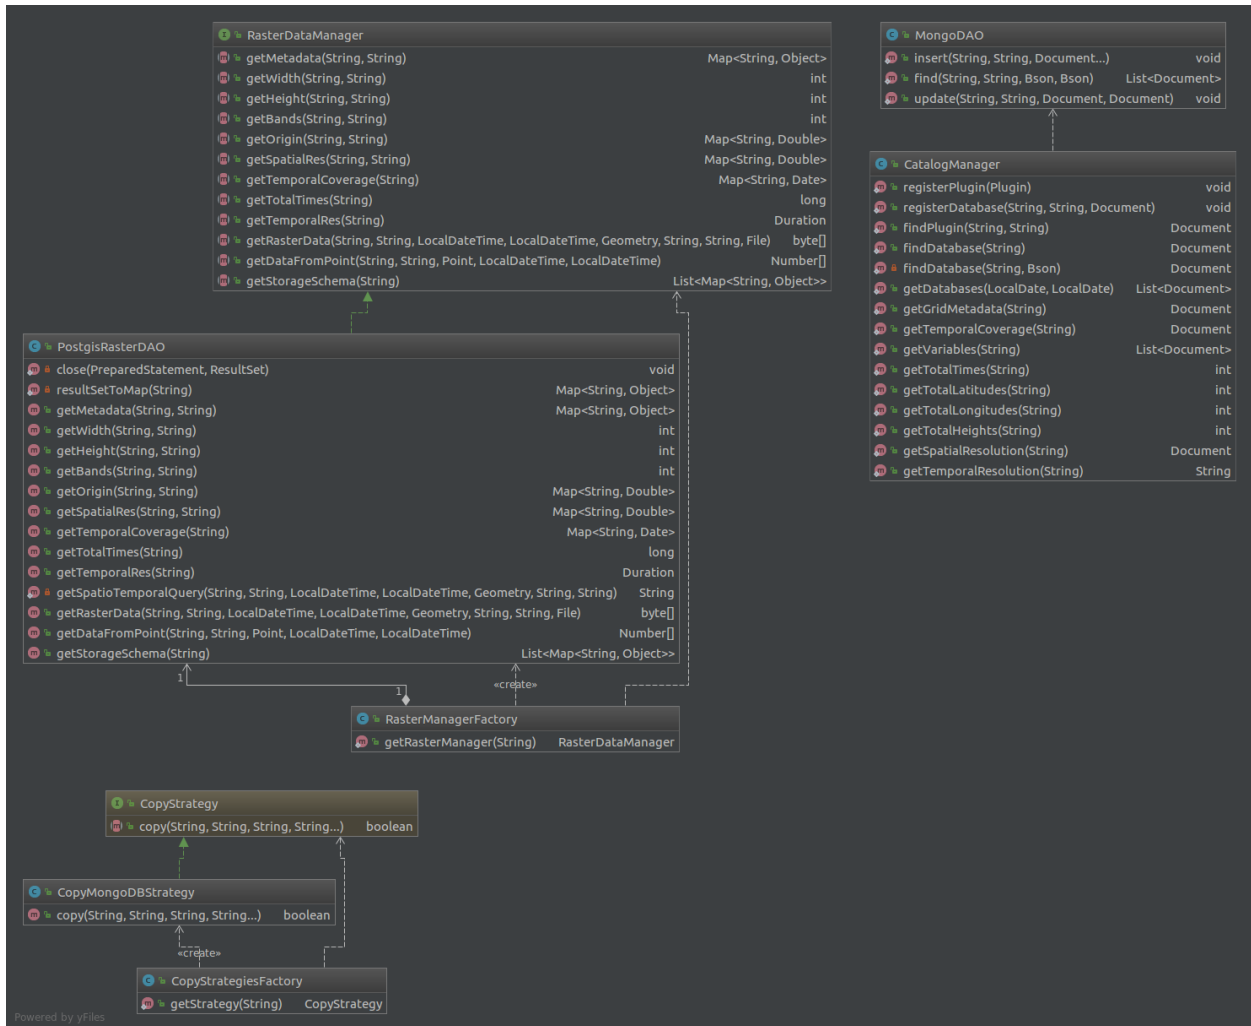 RasterDataManager
getMetadata(String, String) Map<String, Object>
getWidth(String, String) int
getHeight(String, String) int
getBands(String, String) int
getOrigin(String, String) Map<String, Double>
getSpatialRes(String, String) Map<String, Double>
getTemporalCoverage(String) Map<String, Date>
getTotalTimes(String) long
getTemporalRes(String) Duration
getRasterData(String, String, LocalDateTime, LocalDateTime, Geometry, String, String, File) byte[]
getDataFromPoint(String, String, Point, LocalDateTime, LocalDateTime) Number[]
getStorageSchema(String) List<Map<String, Object>>
MongoDAO
insert(String, String, Document...) void
find(String, String, Bson, Bson) List<Document>
update(String, String, Document, Document) void
CatalogManager
registerPlugin(Plugin) void
registerDatabase(String, String, Document) void
findPlugin(String, String) Document
findDatabase(String) Document
findDatabase(String, Bson) Document
getDatabases(LocalDate, LocalDate) List<Document>
getGridMetadata(String) Document
getTemporalCoverage(String) Document
getVariables(String) List<Document>
getTotalTimes(String) int
getTotalLatitudes(String) int
getTotalLongitudes(String) int
getTotalHeights(String) int
getSpatialResolution(String) Document
getTemporalResolution(String) String
PostgisRasterDAO
close(PreparedStatement, ResultSet) void
resultSetToMap(String) Map<String, Object>
getMetadata(String, String) Map<String, Object>
getWidth(String, String) int
getHeight(String, String) int
getBands(String, String) int
getOrigin(String, String) Map<String, Double>
getSpatialRes(String, String) Map<String, Double>
getTemporalCoverage(String) Map<String, Date>
getTotalTimes(String) long
getTemporalRes(String) Duration
getSpatioTemporalQuery(String, String, LocalDateTime, LocalDateTime, Geometry, String, String) String
getRasterData(String, String, LocalDateTime, LocalDateTime, Geometry, String, String, File) byte[]
getDataFromPoint(String, String, Point, LocalDateTime, LocalDateTime) Number[]
getStorageSchema(String) List<Map<String, Object>>
1
1
«create»
RasterManagerFactory
getRasterManager(String) RasterDataManager
CopyStrategy
copy(String, String, String, String...) boolean
CopyMongoDBStrategy
copy(String, String, String, String...) boolean
«create»
CopyStrategiesFactory
getStrategy(String) CopyStrategy
Powered by yFiles